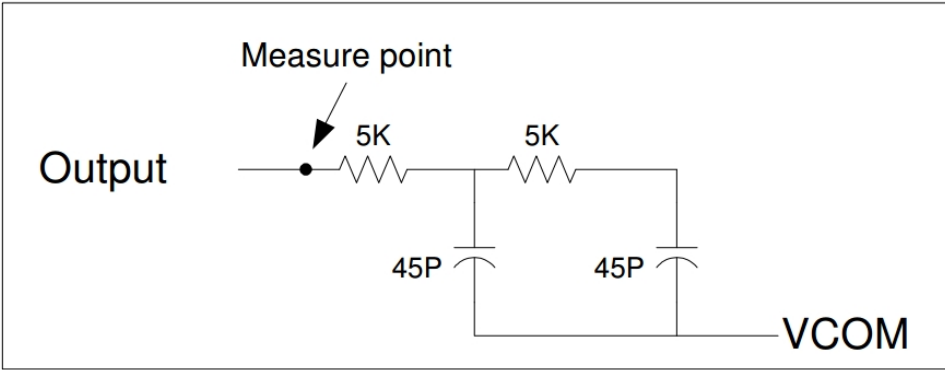 Measure point
5K 5K
Output
45P 45P
VCOM